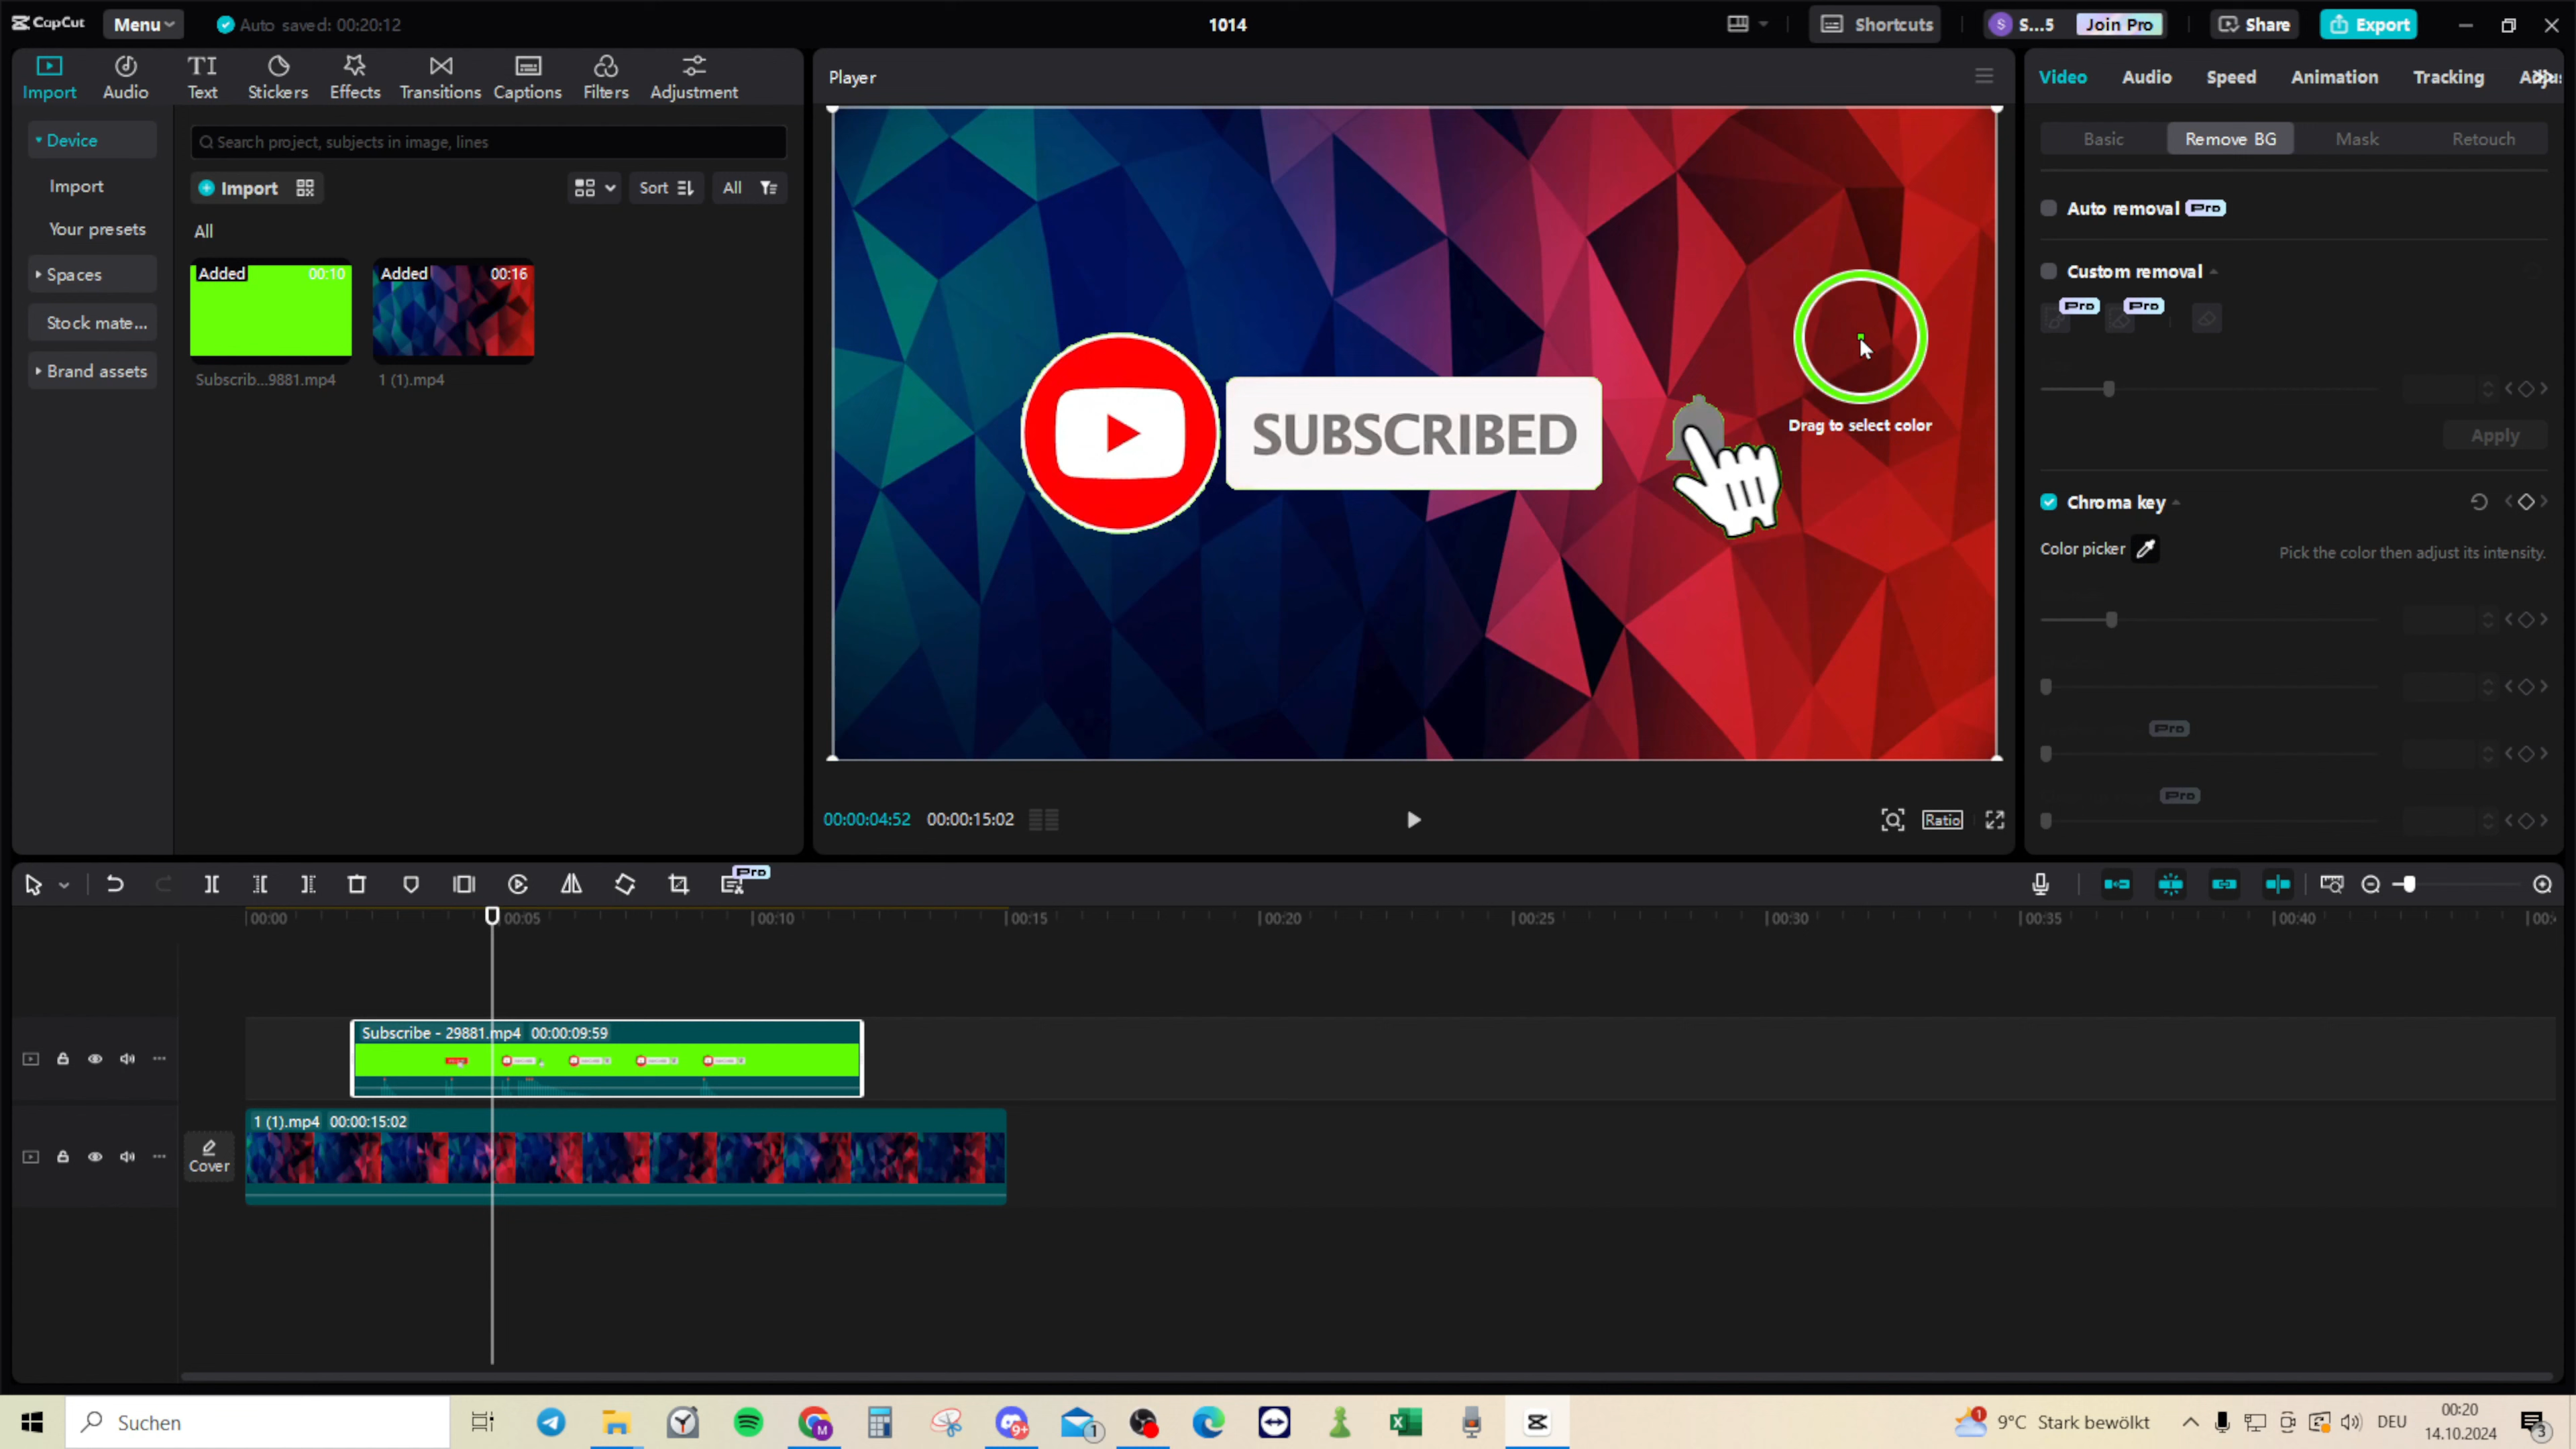 CapCut Menu Auto saved: 00:20:12 1014 Shortcuts S S...5 Join Pro Share Export
Import Audio Text Stickers Effects Transitions Captions Filters Adjustment
Device
Import
Your presets
Spaces
Stock mate...
Brand assets
Search project, subjects in image, lines
Import Sort All
All
Added 00:10 Added 00:16
Subscrib...9881.mp4 1 (1).mp4
Player
SUBSCRIBED
Drag to select color
00:00:04:52 00:00:15:02 Ratio
Video Audio Speed Animation Tracking
Basic Remove BG Mask Retouch
Auto removal Pro
Custom removal
Pro Pro
Apply
Chroma key
Color picker Pick the color then adjust its intensity.
Pro
Pro
Pro
00:00 00:05 00:10 00:15 00:20 00:25 00:30 00:35 00:40
Subscribe - 29881.mp4 00:00:09:59
1 (1).mp4 00:00:15:02
Cover
Suchen 9+ 1 M 1 9°C Stark bewölkt DEU 00:20
14.10.2024 3